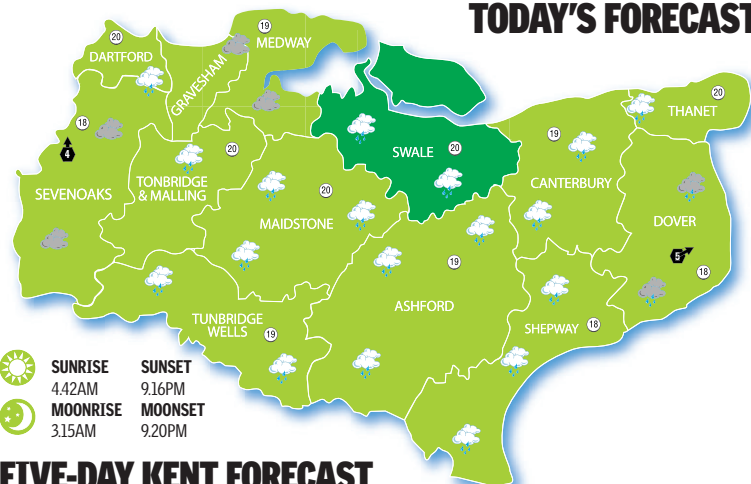 TODAY'S FORECAST
20
DARTFORD
GRAVESHAM
19
MEDWAY
18
4
SEVENOAKS
TONBRIDGE
& MALLING
20
20
MAIDSTONE
SWALE
20
19
CANTERBURY
20
THANET
DOVER
5
18
19
ASHFORD
TUNBRIDGE
WELLS
19
SHEPWAY
18
SUNRISE
SUNSET
4.42AM
9.16PM
MOONRISE
MOONSET
3.15AM
9.20PM
FIVE-DAY KENT FORECAST